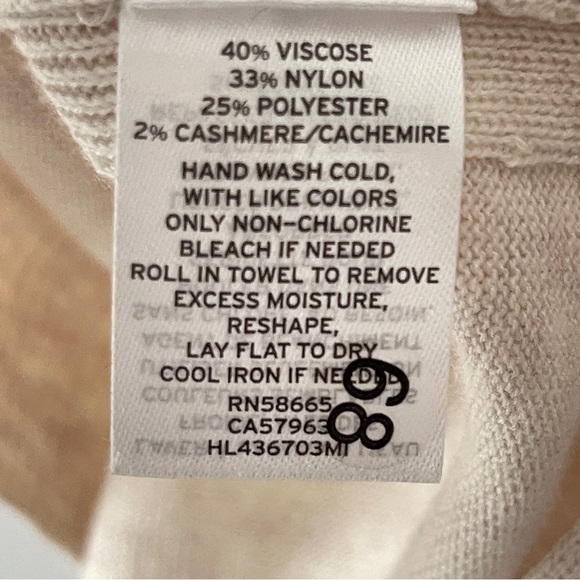 40% VISCOSE
33% NYLON
25% POLYESTER
2% CASHMERE/CACHEMIRE
HAND WASH COLD,
WITH LIKE COLORS
ONLY NON-CHLORINE
BLEACH IF NEEDED
ROLL IN TOWEL TO REMOVE
EXCESS MOISTURE,
RESHAPE,
LAY FLAT TO DRY
COOL IRON IF NEEDED
RN58665
CA57963
HL436703MI